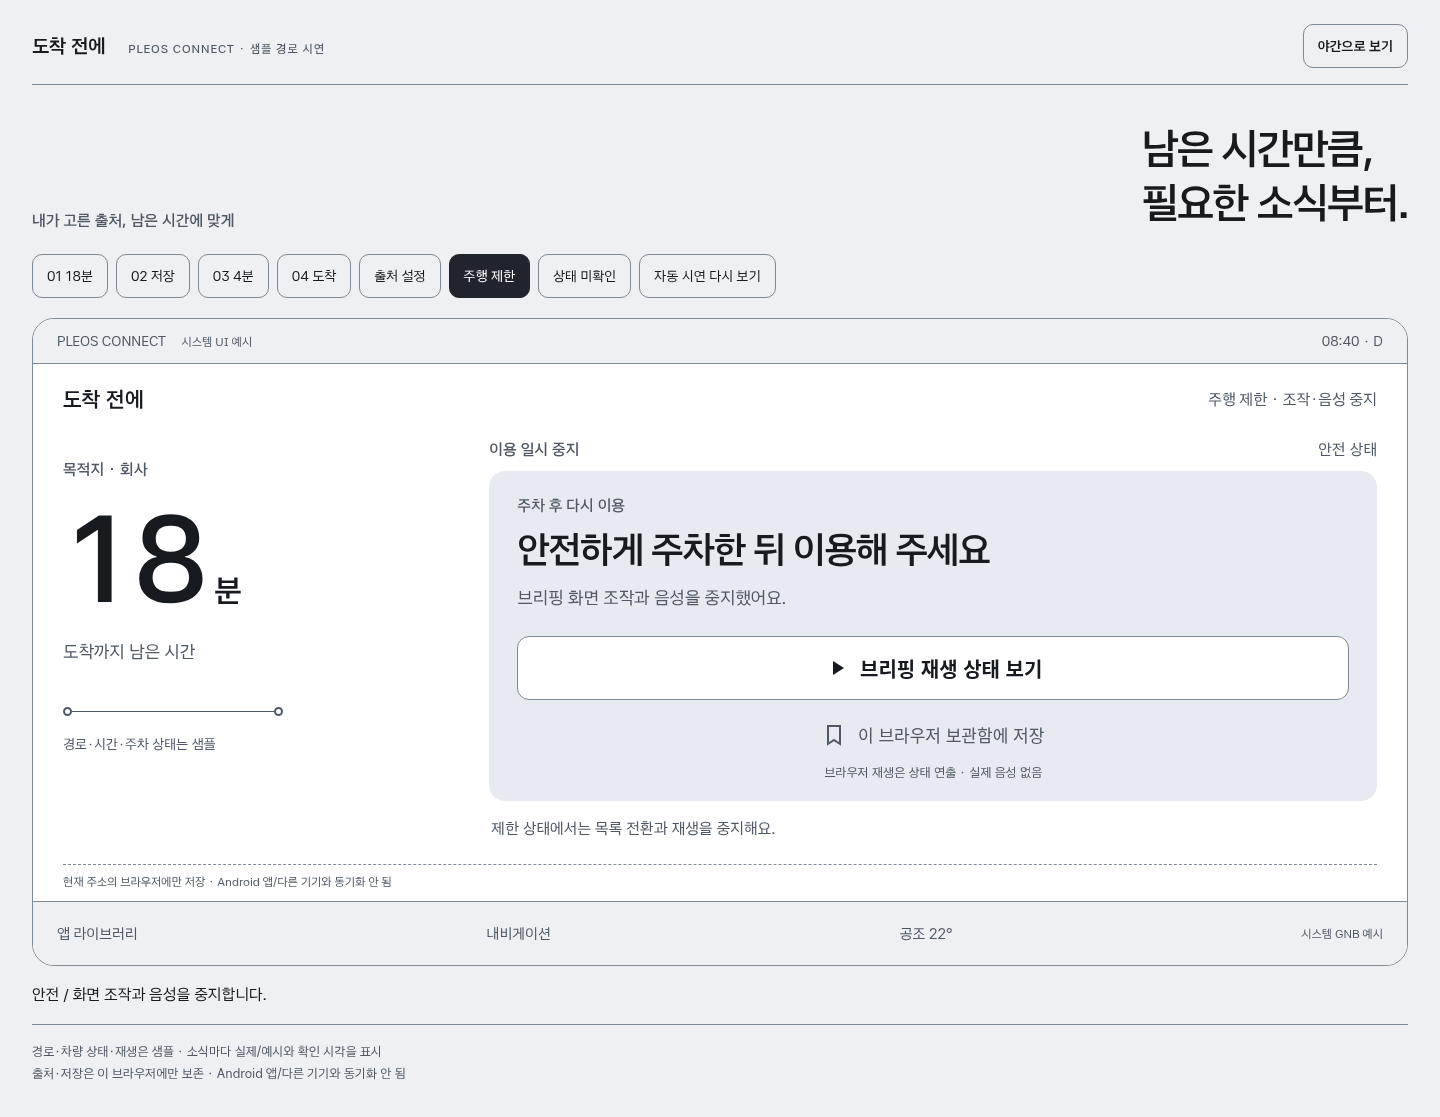 도착 전에
PLEOS CONNECT · 샘플 경로 시연
야간으로 보기
남은 시간만큼,
필요한 소식부터.
내가 고른 출처, 남은 시간에 맞게
01 18분
02 저장
03 4분
04 도착
출처 설정
주행 제한
상태 미확인
자동 시연 다시 보기
PLEOS CONNECT
시스템 UI 예시
08:40 · D
도착 전에
주행 제한 · 조작·음성 중지
목적지 · 회사
18분
도착까지 남은 시간
경로·시간·주차 상태는 샘플
이용 일시 중지
안전 상태
주차 후 다시 이용
안전하게 주차한 뒤 이용해 주세요
브리핑 화면 조작과 음성을 중지했어요.
브리핑 재생 상태 보기
이 브라우저 보관함에 저장
브라우저 재생은 상태 연출 · 실제 음성 없음
제한 상태에서는 목록 전환과 재생을 중지해요.
현재 주소의 브라우저에만 저장 · Android 앱/다른 기기와 동기화 안 됨
앱 라이브러리
내비게이션
공조 22°
시스템 GNB 예시
안전 / 화면 조작과 음성을 중지합니다.
경로·차량 상태·재생은 샘플 · 소식마다 실제/예시와 확인 시각을 표시
출처·저장은 이 브라우저에만 보존 · Android 앱/다른 기기와 동기화 안 됨